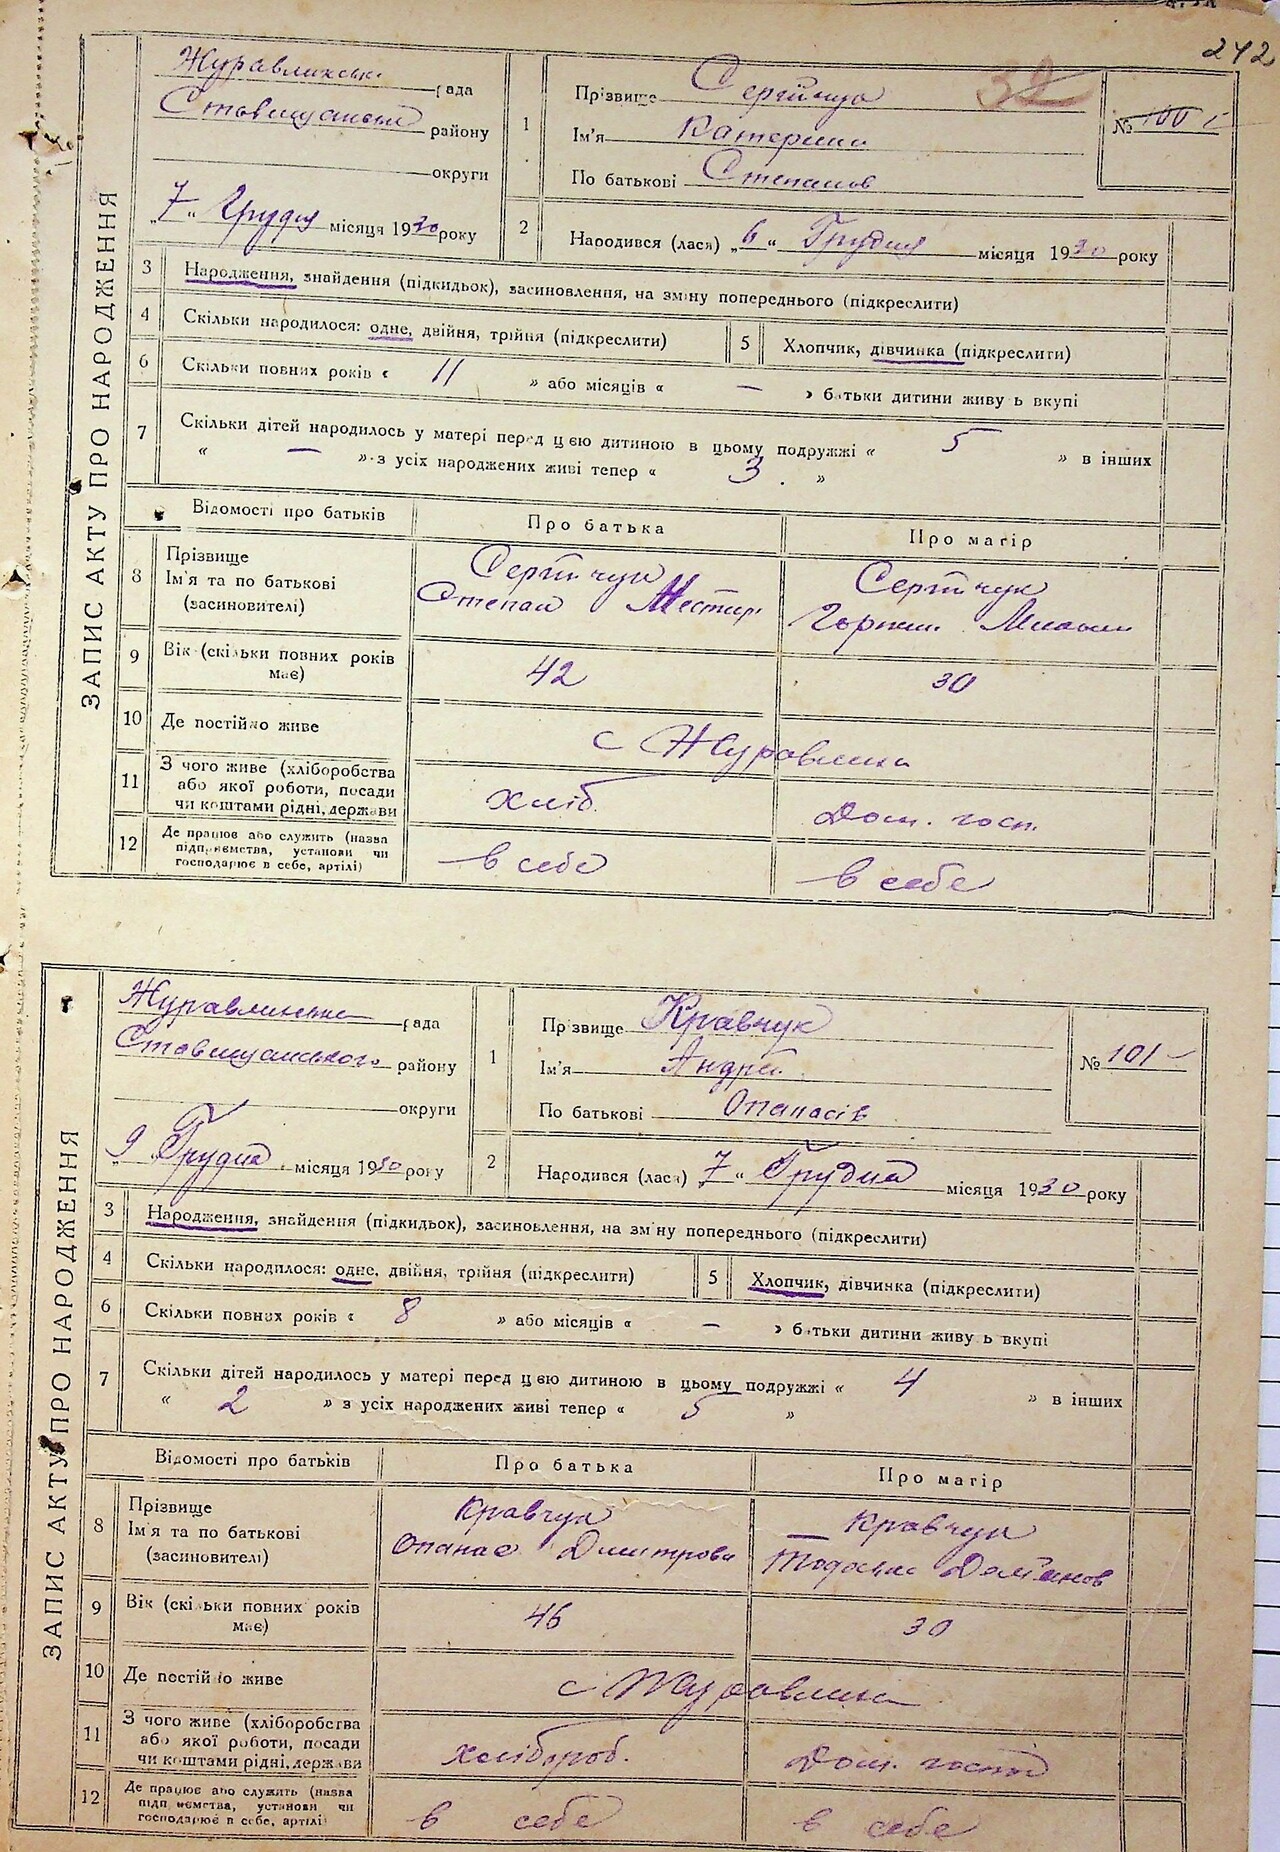 242
32
ЗАПИС АКТУ ПРО НАРОДЖЕННЯ
Журавлинськ рада
Ставищанськ району
округи
„7" Грудня місяця 1930 року
1
Прізвище Сергійчук
Ім'я Катерина
По батькові Степанов
№ 100
2
Народився (лася) „6" Грудня місяця 1930 року
3 Народження, знайдення (підкидьок), засиновлення, на зміну попереднього (підкреслити)
4 Скільки народилося: одне, двійня, трійня (підкреслити)
5 Хлопчик, дівчинка (підкреслити)
6 Скільки повних років « 11 » або місяців « — » батьки дитини живуть вкупі
7 Скільки дітей народилось у матері перед цією дитиною в цьому подружжі « 5 » в інших
« — » з усіх народжених живі тепер « 3 . »
Відомості про батьків Про батька Про матір
8 Прізвище
Ім'я та по батькові
(засиновителі)
Сергійчук
Степан
Сергійчук
9 Вік (скільки повних років має) 42 30
10 Де постійно живе с Журавлина
11 З чого живе (хліборобства
або якої роботи, посади
чи коштами рідні, держави
хліб. Дом. госп.
12 Де працює або служить (назва
підприємства, установи чи
господарює в себе, артілі)
в себе в себе
ЗАПИС АКТУ ПРО НАРОДЖЕННЯ
Журавлинська рада
Ставищанського району
округи
„9" Грудня місяця 1930 року
1
Прізвище Кравчук
Ім'я Андрей
По батькові Опанасів
№ 101
2
Народився (лася) „7" Грудня місяця 1930 року
3 Народження, знайдення (підкидьок), засиновлення, на зміну попереднього (підкреслити)
4 Скільки народилося: одне, двійня, трійня (підкреслити)
5 Хлопчик, дівчинка (підкреслити)
6 Скільки повних років « 8 » або місяців « — » батьки дитини живуть вкупі
7 Скільки дітей народилось у матері перед цією дитиною в цьому подружжі « 4 » в інших
« 2 » з усіх народжених живі тепер « 5 »
Відомості про батьків Про батька Про матір
8 Прізвище
Ім'я та по батькові
(засиновителі)
Кравчук
Опанас Дмитров
Кравчук
Тодоська Дем'янов
9 Вік (скільки повних років має) 46 30
10 Де постійно живе с Журавлина
11 З чого живе (хліборобства
або якої роботи, посади
чи коштами рідні, держави
хлібороб. Дом. господ
12 Де працює або служить (назва
підприємства, установи чи
господарює в себе, артілі)
в себе в себе